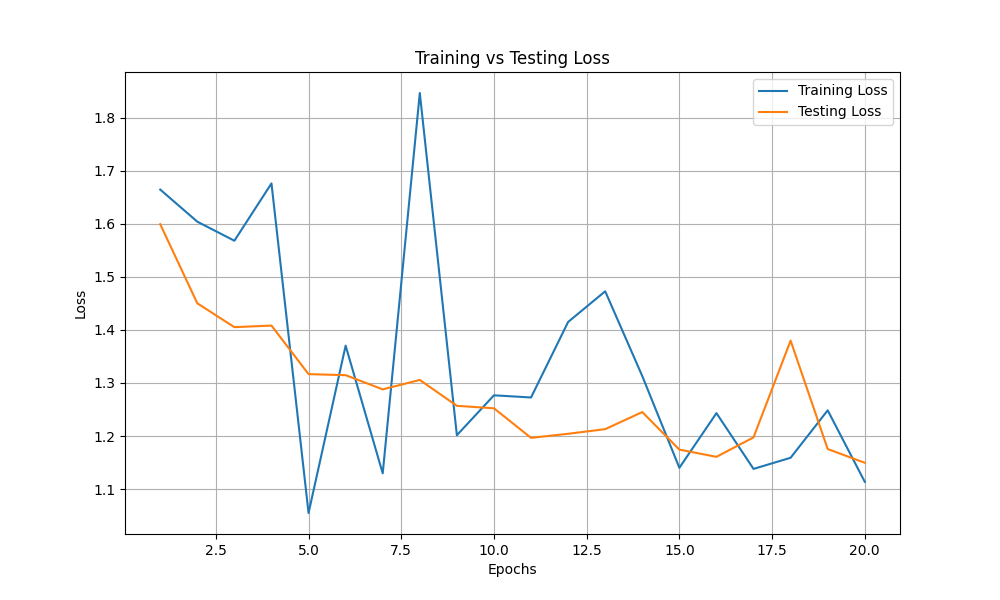 Training vs Testing Loss
Training Loss
Testing Loss
Loss
1.8
1.7
1.6
1.5
1.4
1.3
1.2
1.1
2.5 5.0 7.5 10.0 12.5 15.0 17.5 20.0
Epochs